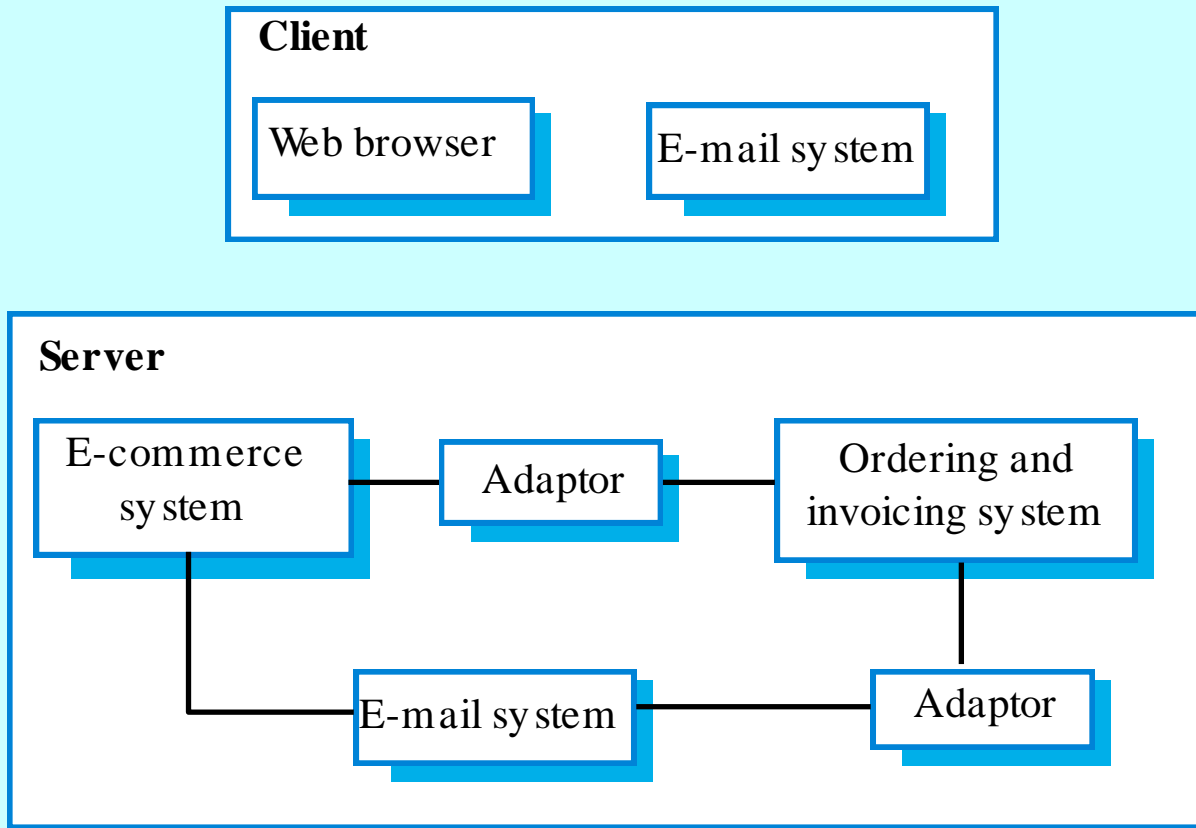 Client
Web browser
E-mail system
Server
E-commerce
system
Adaptor
Ordering and
invoicing system
E-mail system
Adaptor